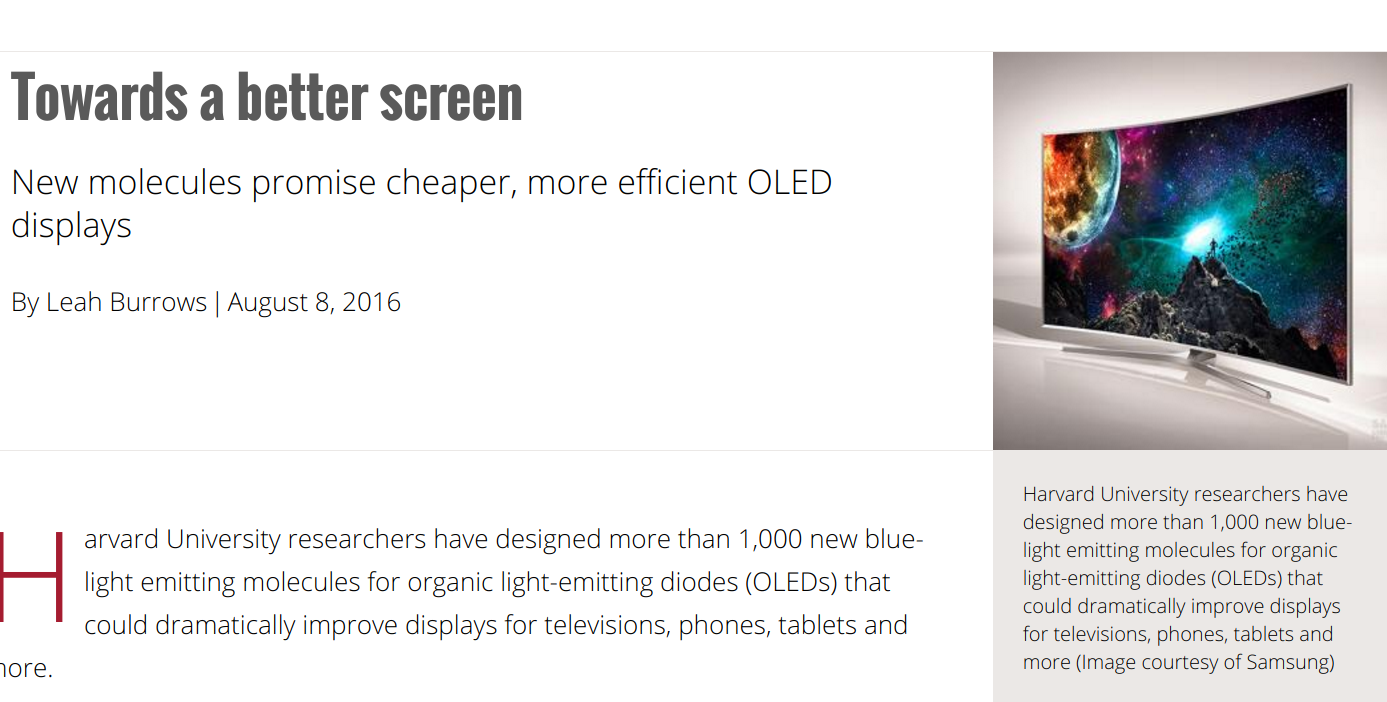 Towards a better screen
New molecules promise cheaper, more efficient OLED
displays
By Leah Burrows | August 8, 2016
Harvard University researchers have designed more than 1,000 new blue-
light emitting molecules for organic light-emitting diodes (OLEDs) that
could dramatically improve displays for televisions, phones, tablets and
more.
Harvard University researchers have
designed more than 1,000 new blue-
light emitting molecules for organic
light-emitting diodes (OLEDs) that
could dramatically improve displays
for televisions, phones, tablets and
more (Image courtesy of Samsung)